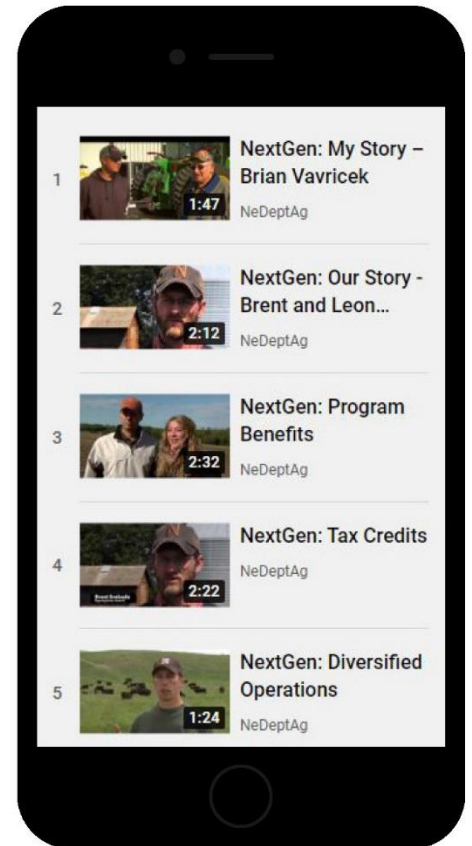 1
1:47
NextGen: My Story –
Brian Vavricek
NeDeptAg
2
2:12
NextGen: Our Story -
Brent and Leon...
NeDeptAg
3
2:32
NextGen: Program
Benefits
NeDeptAg
4
2:22
NextGen: Tax Credits
NeDeptAg
5
1:24
NextGen: Diversified
Operations
NeDeptAg